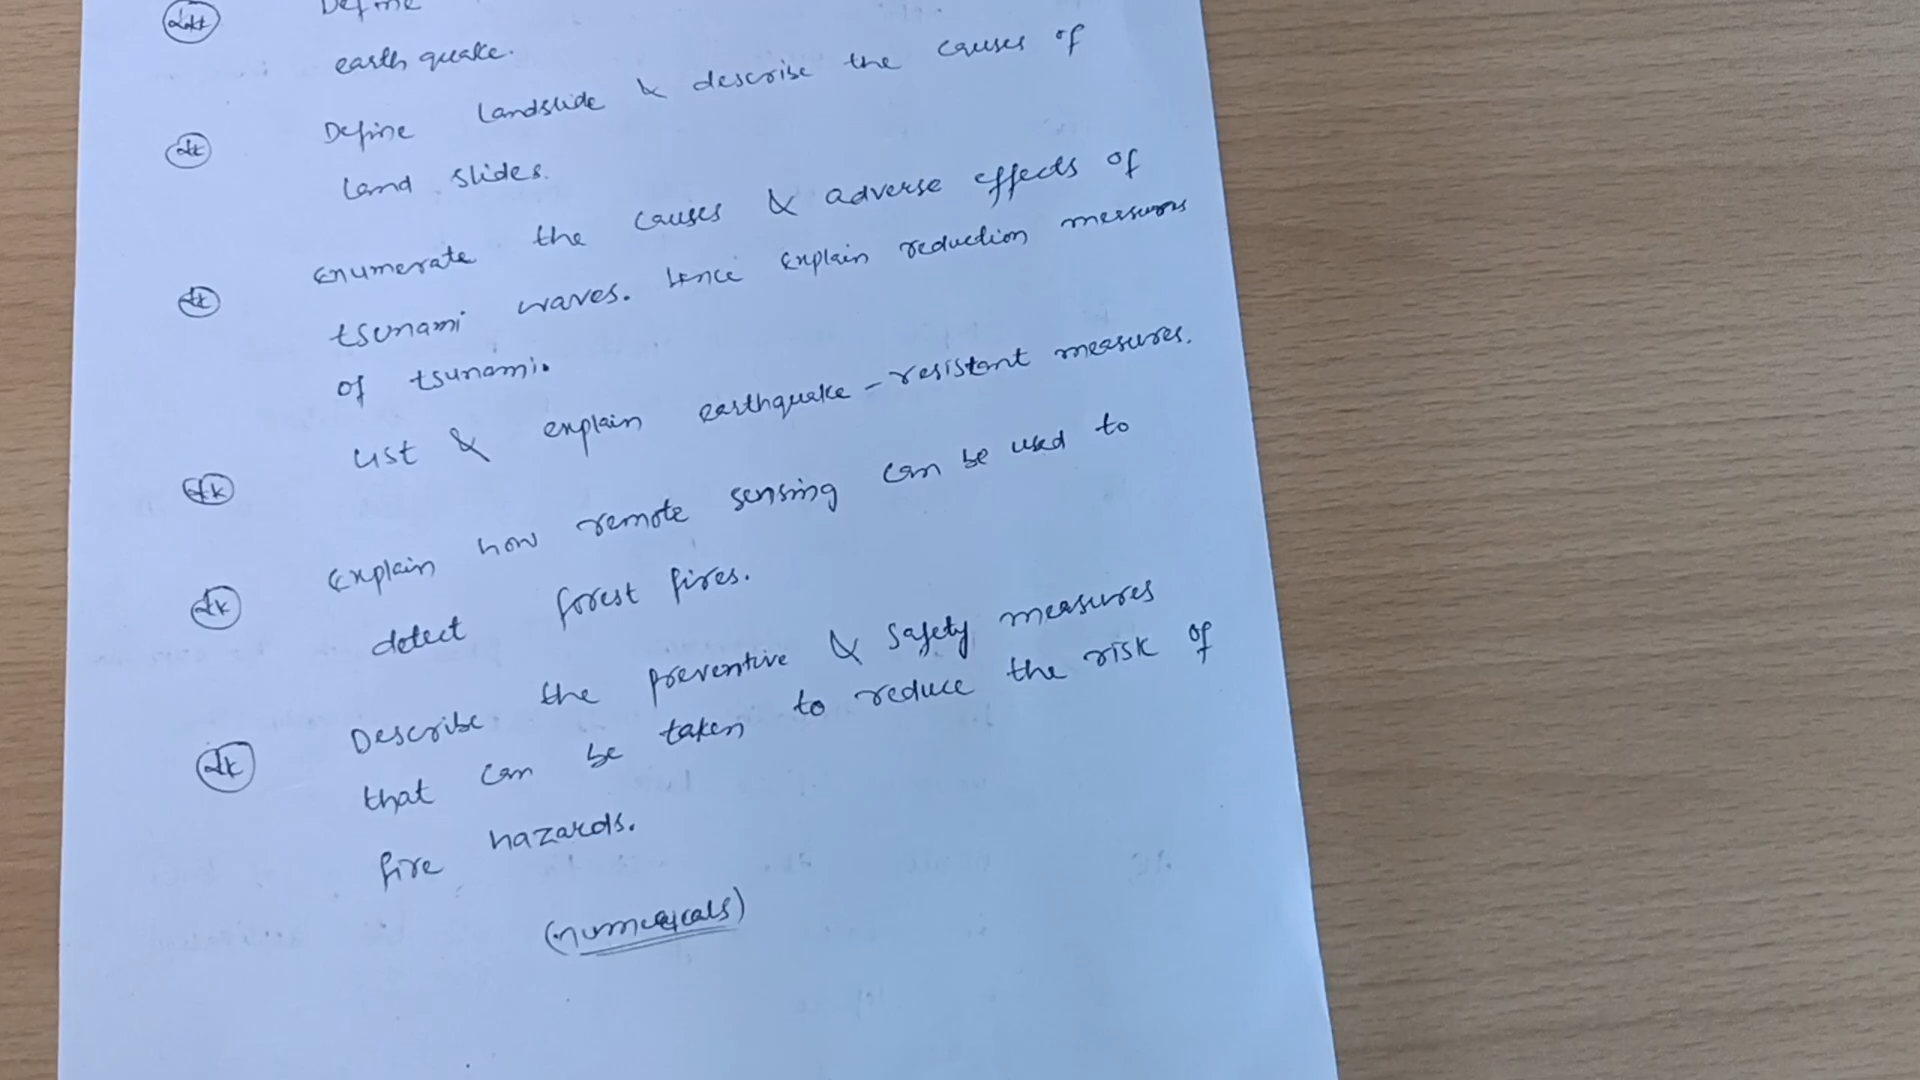 Define
earth quake.
Define landslide & describe the causes of
land slides.
Enumerate the causes & adverse effects of
tsunami waves. Hence explain reduction measures
of tsunami.
List & explain earthquake - resistant measures.
Explain how remote sensing can be used to
detect forest fires.
Describe the preventive & safety measures
that can be taken to reduce the risk of
fire hazards.
(numericals)